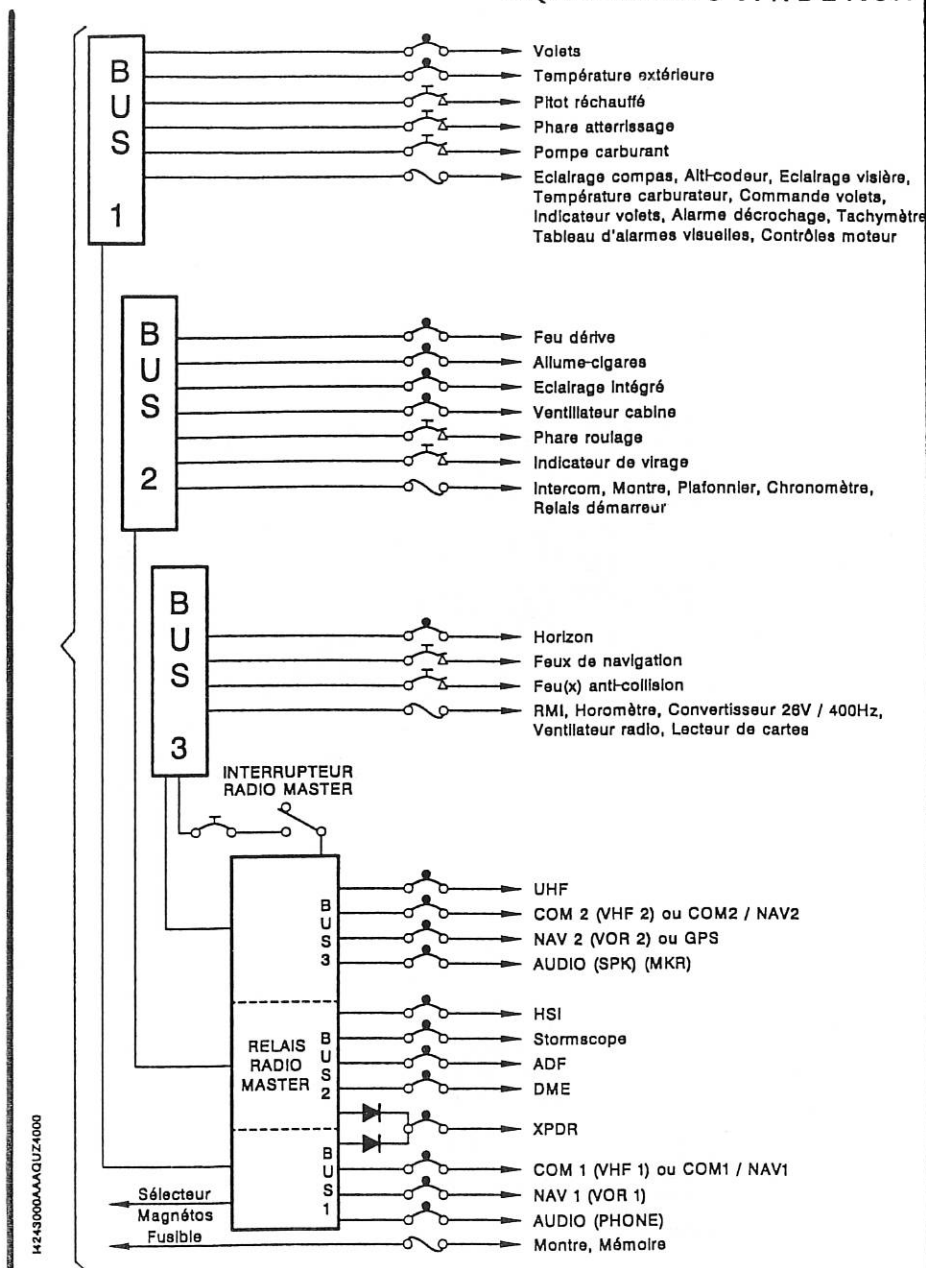 BUS 1
Volets
Température extérieure
Pitot réchauffé
Phare atterrissage
Pompe carburant
Eclairage compas, Alti-codeur, Eclairage visière,
Température carburateur, Commande volets,
Indicateur volets, Alarme décrochage, Tachymètre
Tableau d'alarmes visuelles, Contrôles moteur
BUS 2
Feu dérive
Allume-cigares
Eclairage intégré
Ventillateur cabine
Phare roulage
Indicateur de virage
Intercom, Montre, Plafonnier, Chronomètre,
Relais démarreur
BUS 3
Horizon
Feux de navigation
Feu(x) anti-collision
RMI, Horomètre, Convertisseur 26V / 400Hz,
Ventilateur radio, Lecteur de cartes
INTERRUPTEUR
RADIO MASTER
BUS 3
UHF
COM 2 (VHF 2) ou COM2 / NAV2
NAV 2 (VOR 2) ou GPS
AUDIO (SPK) (MKR)
RELAIS
RADIO
MASTER
BUS 2
HSI
Stormscope
ADF
DME
XPDR
BUS 1
COM 1 (VHF 1) ou COM1 / NAV1
NAV 1 (VOR 1)
AUDIO (PHONE)
Sélecteur
Magnétos
Fusible
Montre, Mémoire
I4243000AAAQUZ4000